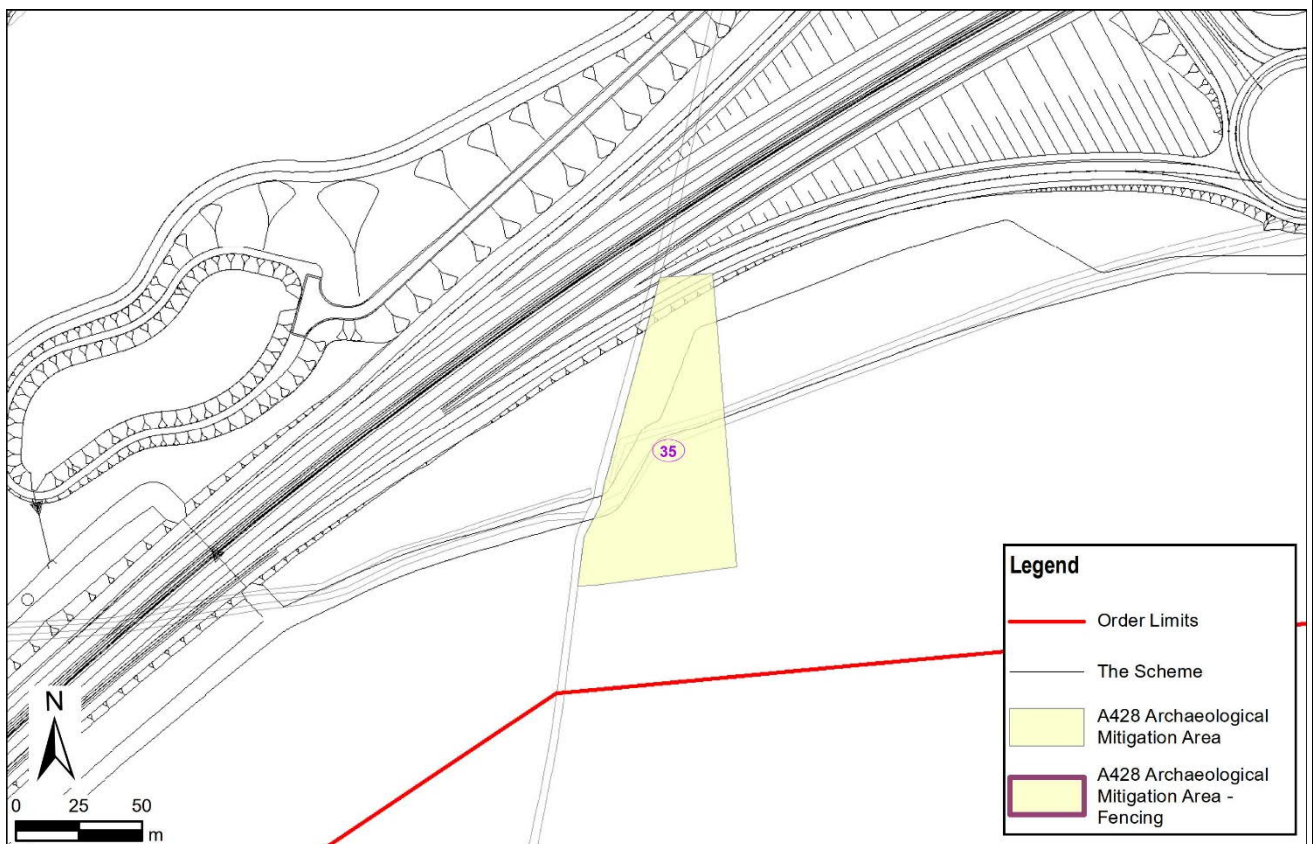 35
Legend
Order Limits
The Scheme
A428 Archaeological
Mitigation Area
A428 Archaeological
Mitigation Area -
Fencing
N
0 25 50
m